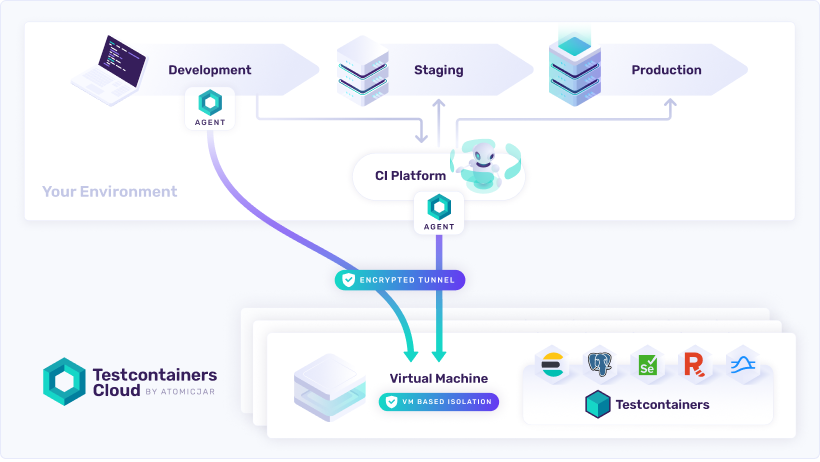 Development
Staging
Production
AGENT
CI Platform
Your Environment
AGENT
ENCRYPTED TUNNEL
Testcontainers
Cloud BY ATOMICJAR
Virtual Machine
VM BASED ISOLATION
Se
R
Testcontainers